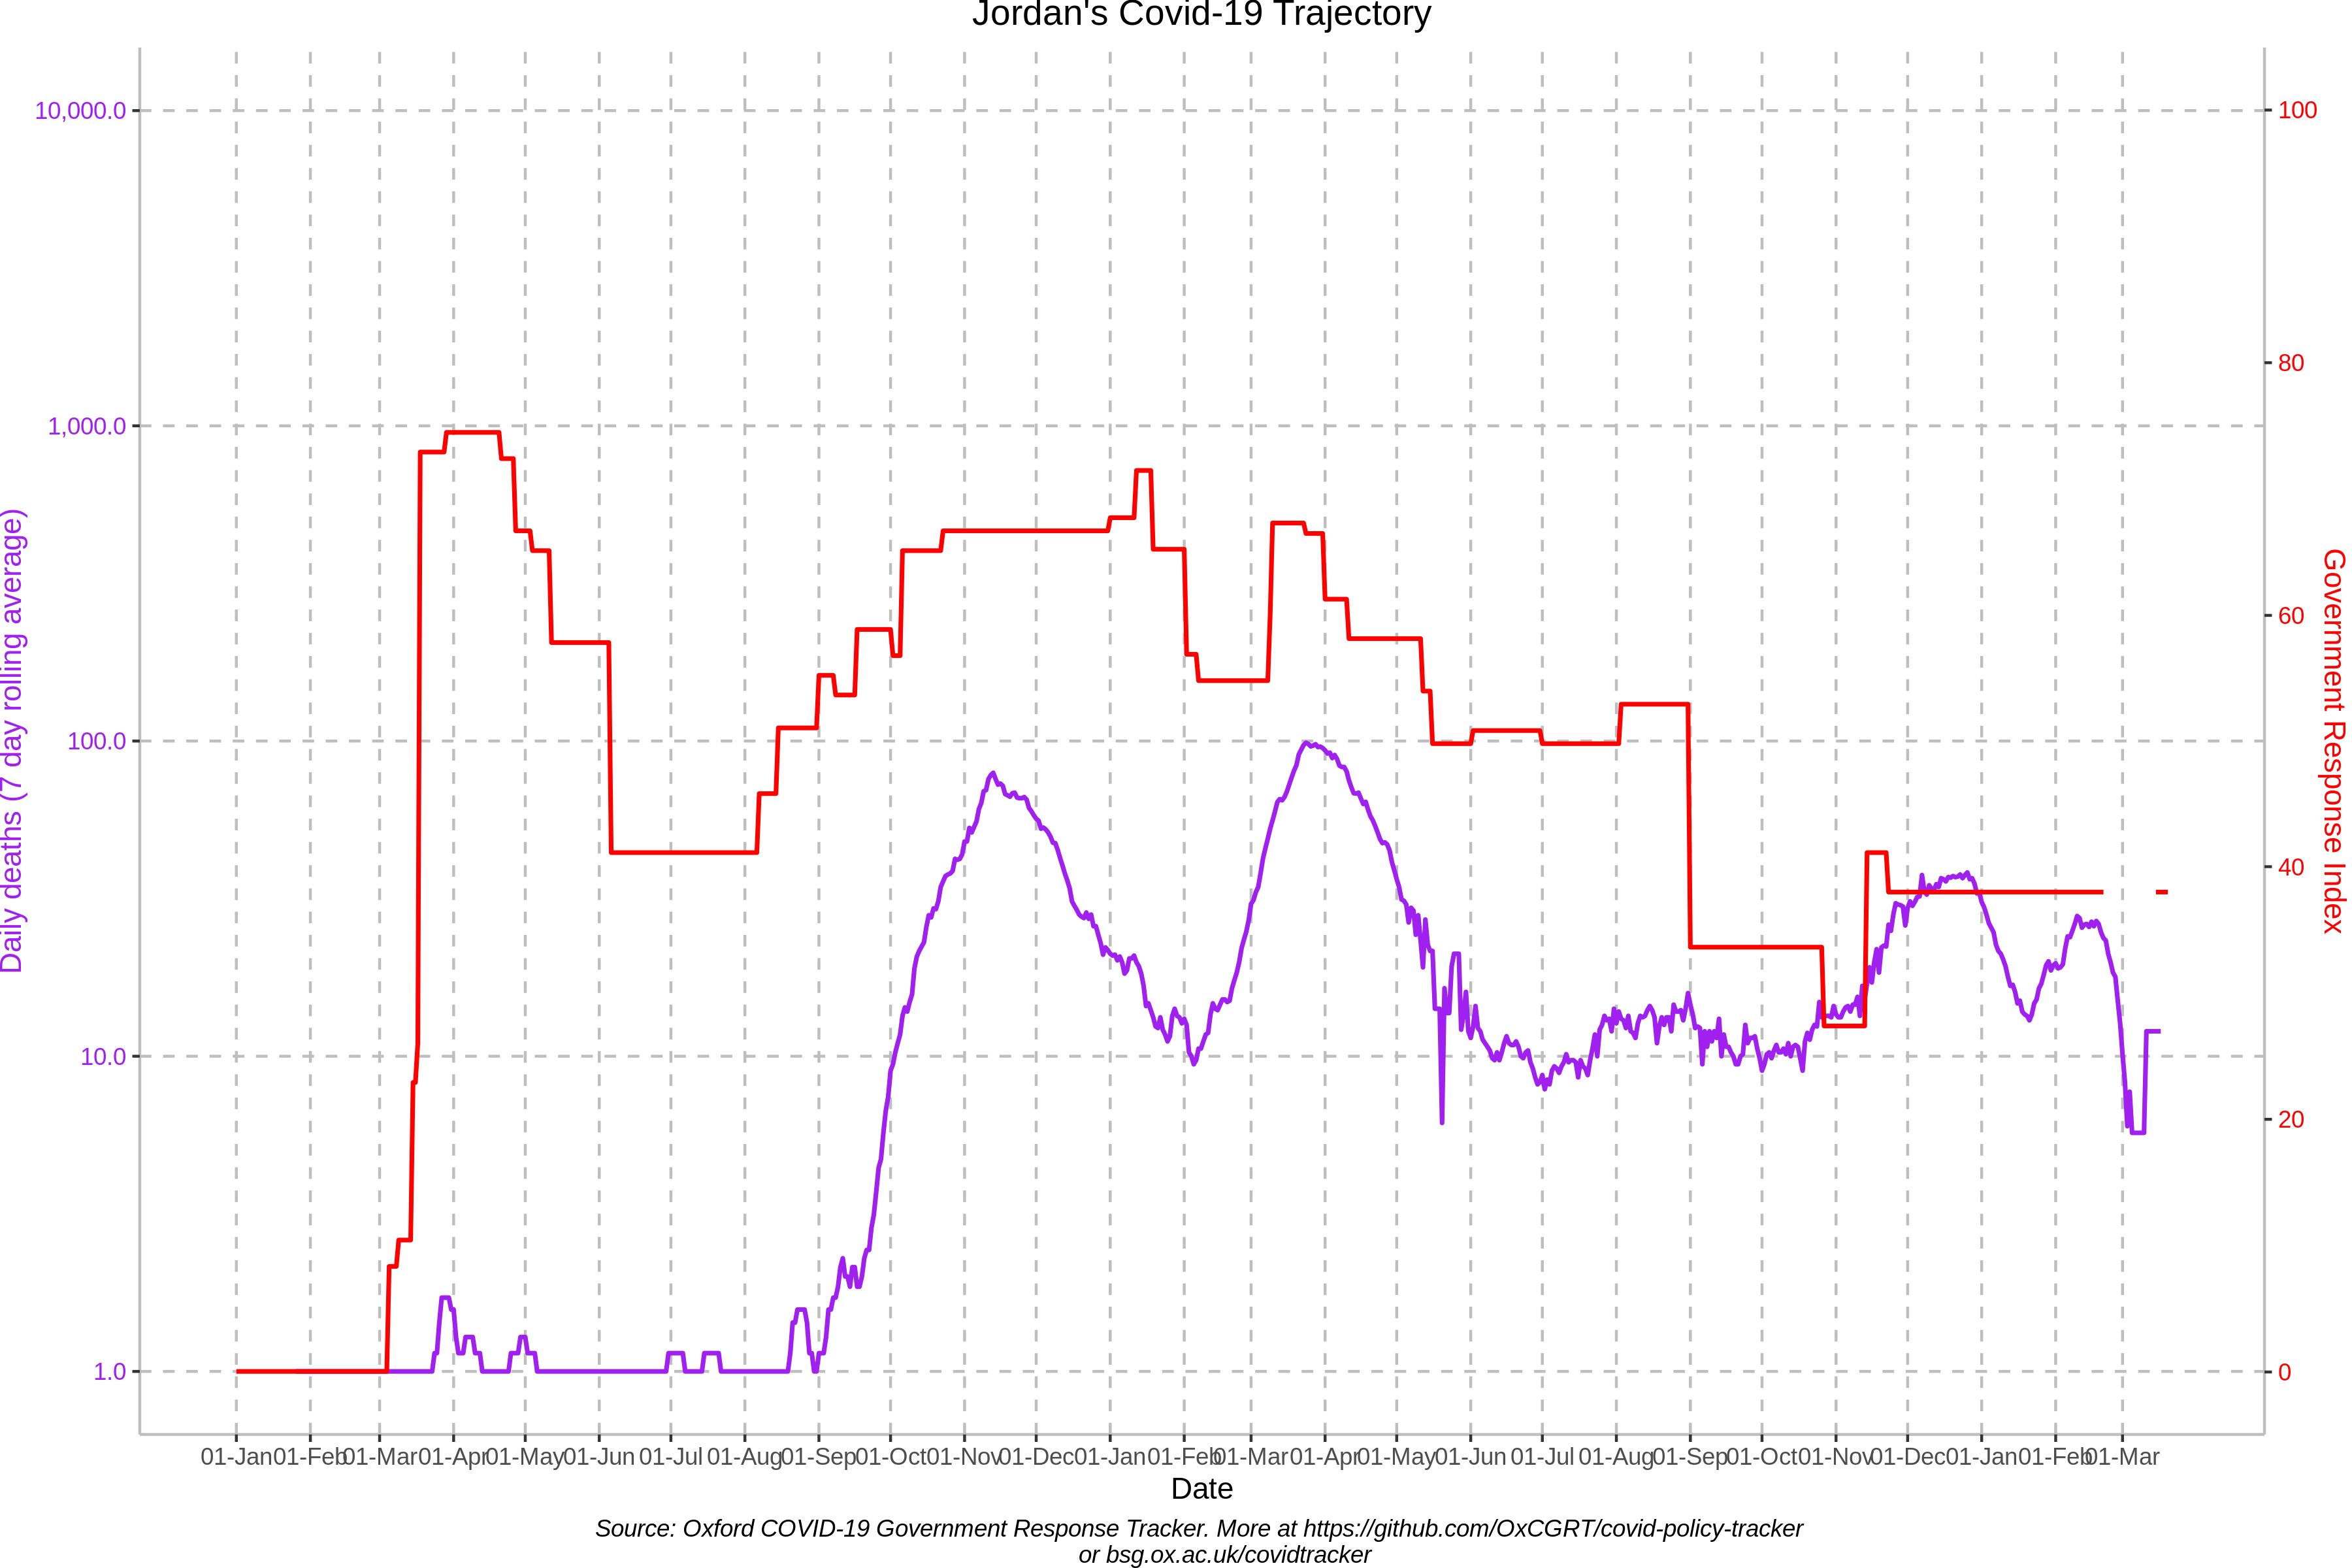 Jordan's Covid-19 Trajectory
10,000.0
1,000.0
100.0
10.0
1.0
Daily deaths (7 day rolling average)
100
80
60
40
20
0
Government Response Index
01-Jan 01-Feb 01-Mar 01-Apr 01-May 01-Jun 01-Jul 01-Aug 01-Sep 01-Oct 01-Nov 01-Dec 01-Jan 01-Feb 01-Mar 01-Apr 01-May 01-Jun 01-Jul 01-Aug 01-Sep 01-Oct 01-Nov 01-Dec 01-Jan 01-Feb 01-Mar
Date
Source: Oxford COVID-19 Government Response Tracker. More at https://github.com/OxCGRT/covid-policy-tracker
or bsg.ox.ac.uk/covidtracker